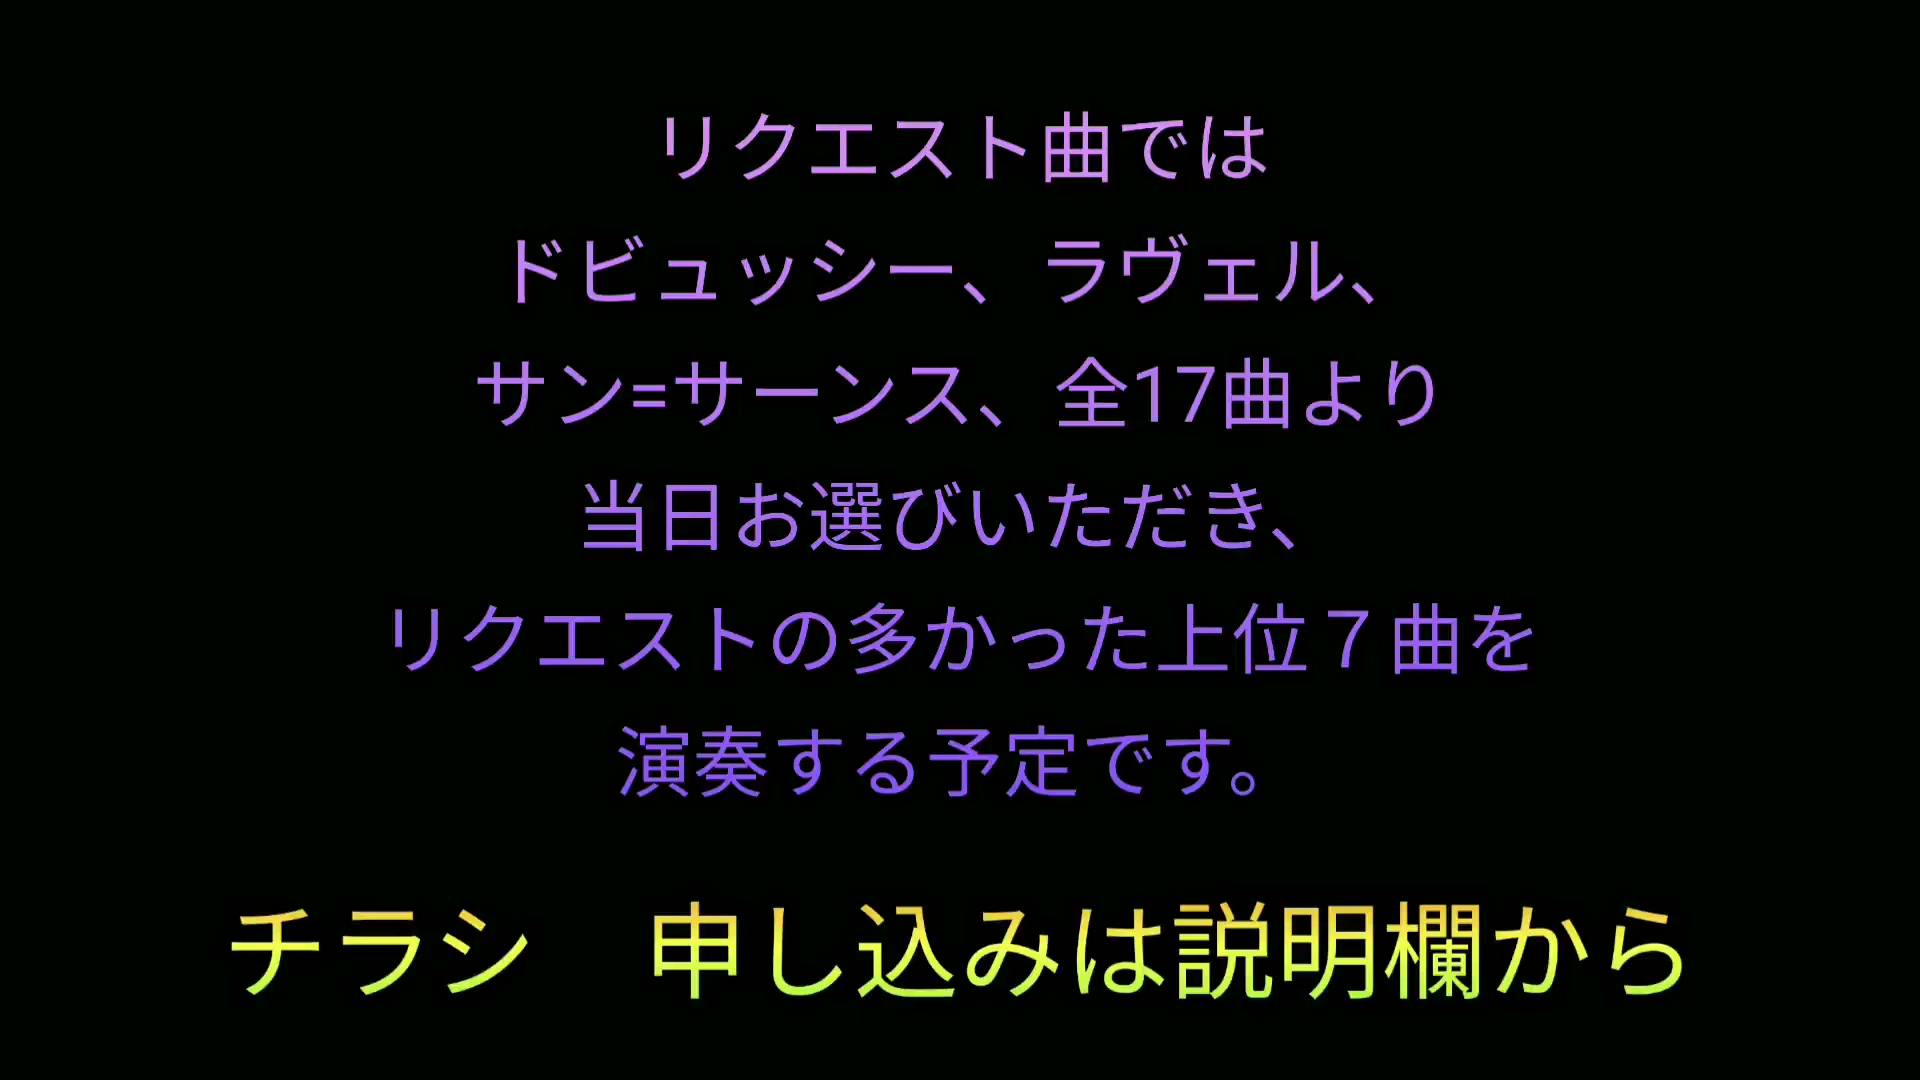 リクエスト曲では
ドビュッシー、ラヴェル、
サン=サーンス、全17曲より
当日お選びいただき、
リクエストの多かった上位７曲を
演奏する予定です。
チラシ　申し込みは説明欄から